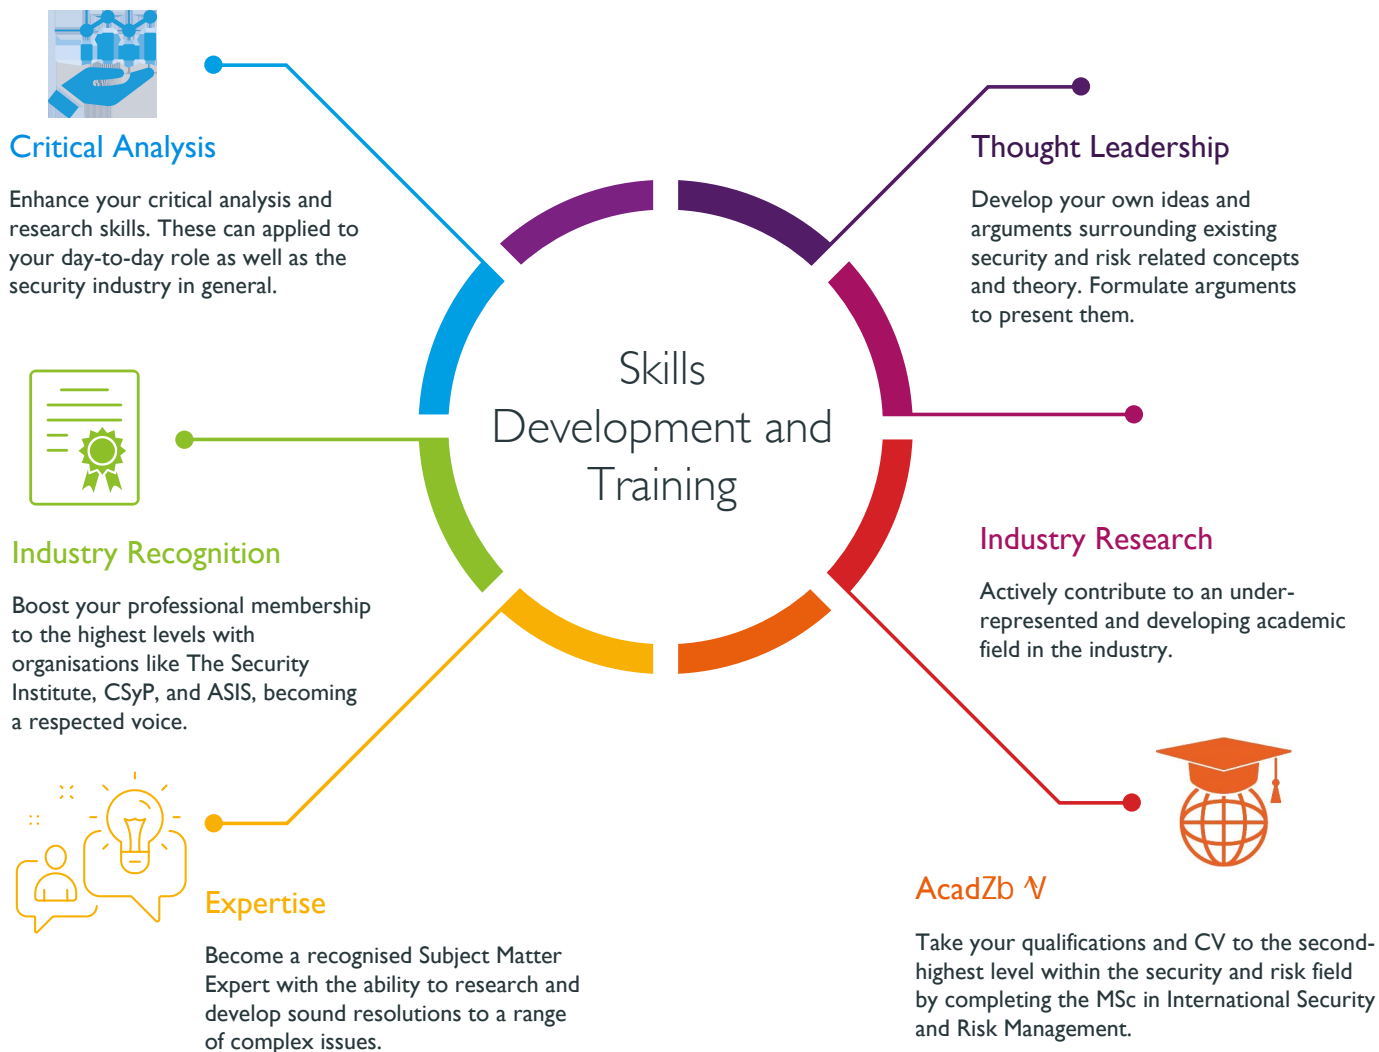 Critical Analysis
Enhance your critical analysis and
research skills. These can applied to
your day-to-day role as well as the
security industry in general.
Industry Recognition
Boost your professional membership
to the highest levels with
organisations like The Security
Institute, CSyP, and ASIS, becoming
a respected voice.
Expertise
Become a recognised Subject Matter
Expert with the ability to research and
develop sound resolutions to a range
of complex issues.
Skills
Development and
Training
Thought Leadership
Develop your own ideas and
arguments surrounding existing
security and risk related concepts
and theory. Formulate arguments
to present them.
Industry Research
Actively contribute to an under-
represented and developing academic
field in the industry.
AcadZb
Take your qualifications and CV to the second-
highest level within the security and risk field
by completing the MSc in International Security
and Risk Management.